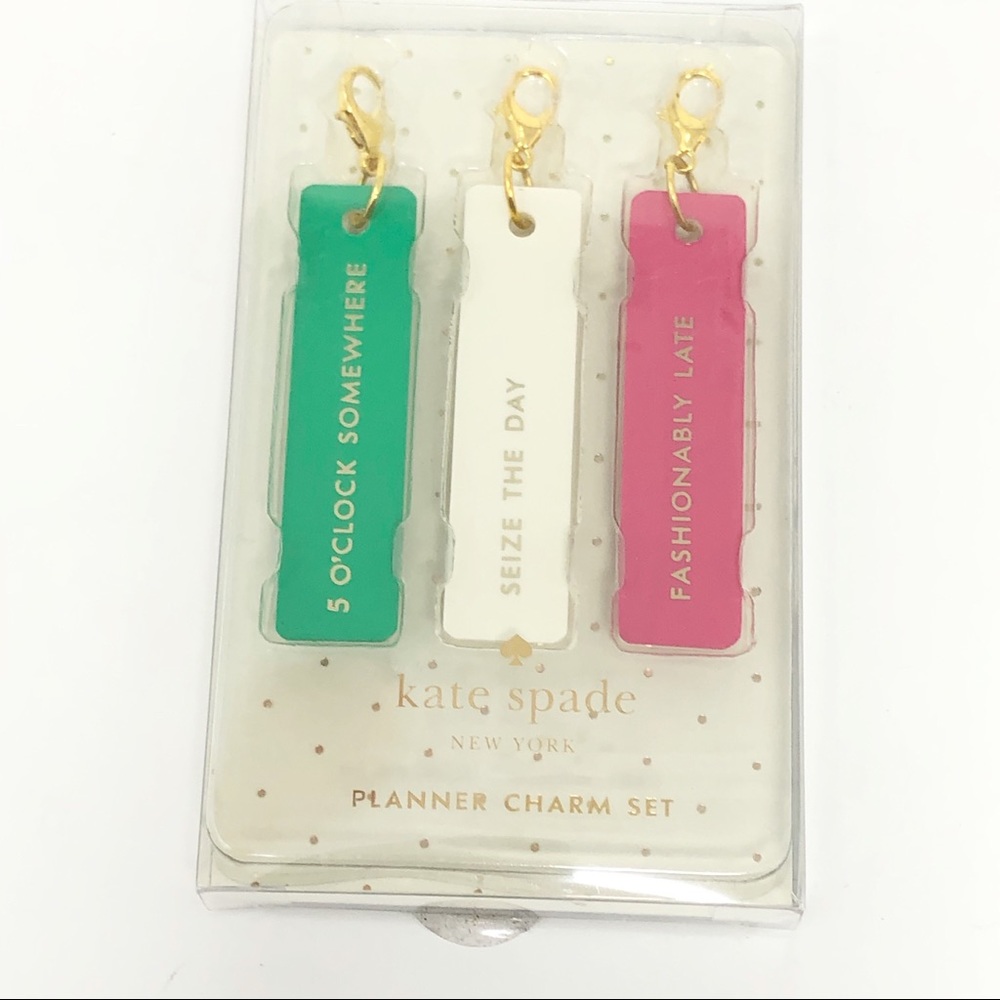 5 O'CLOCK SOMEWHERE
SEIZE THE DAY
FASHIONABLY LATE
kate spade
NEW YORK
PLANNER CHARM SET